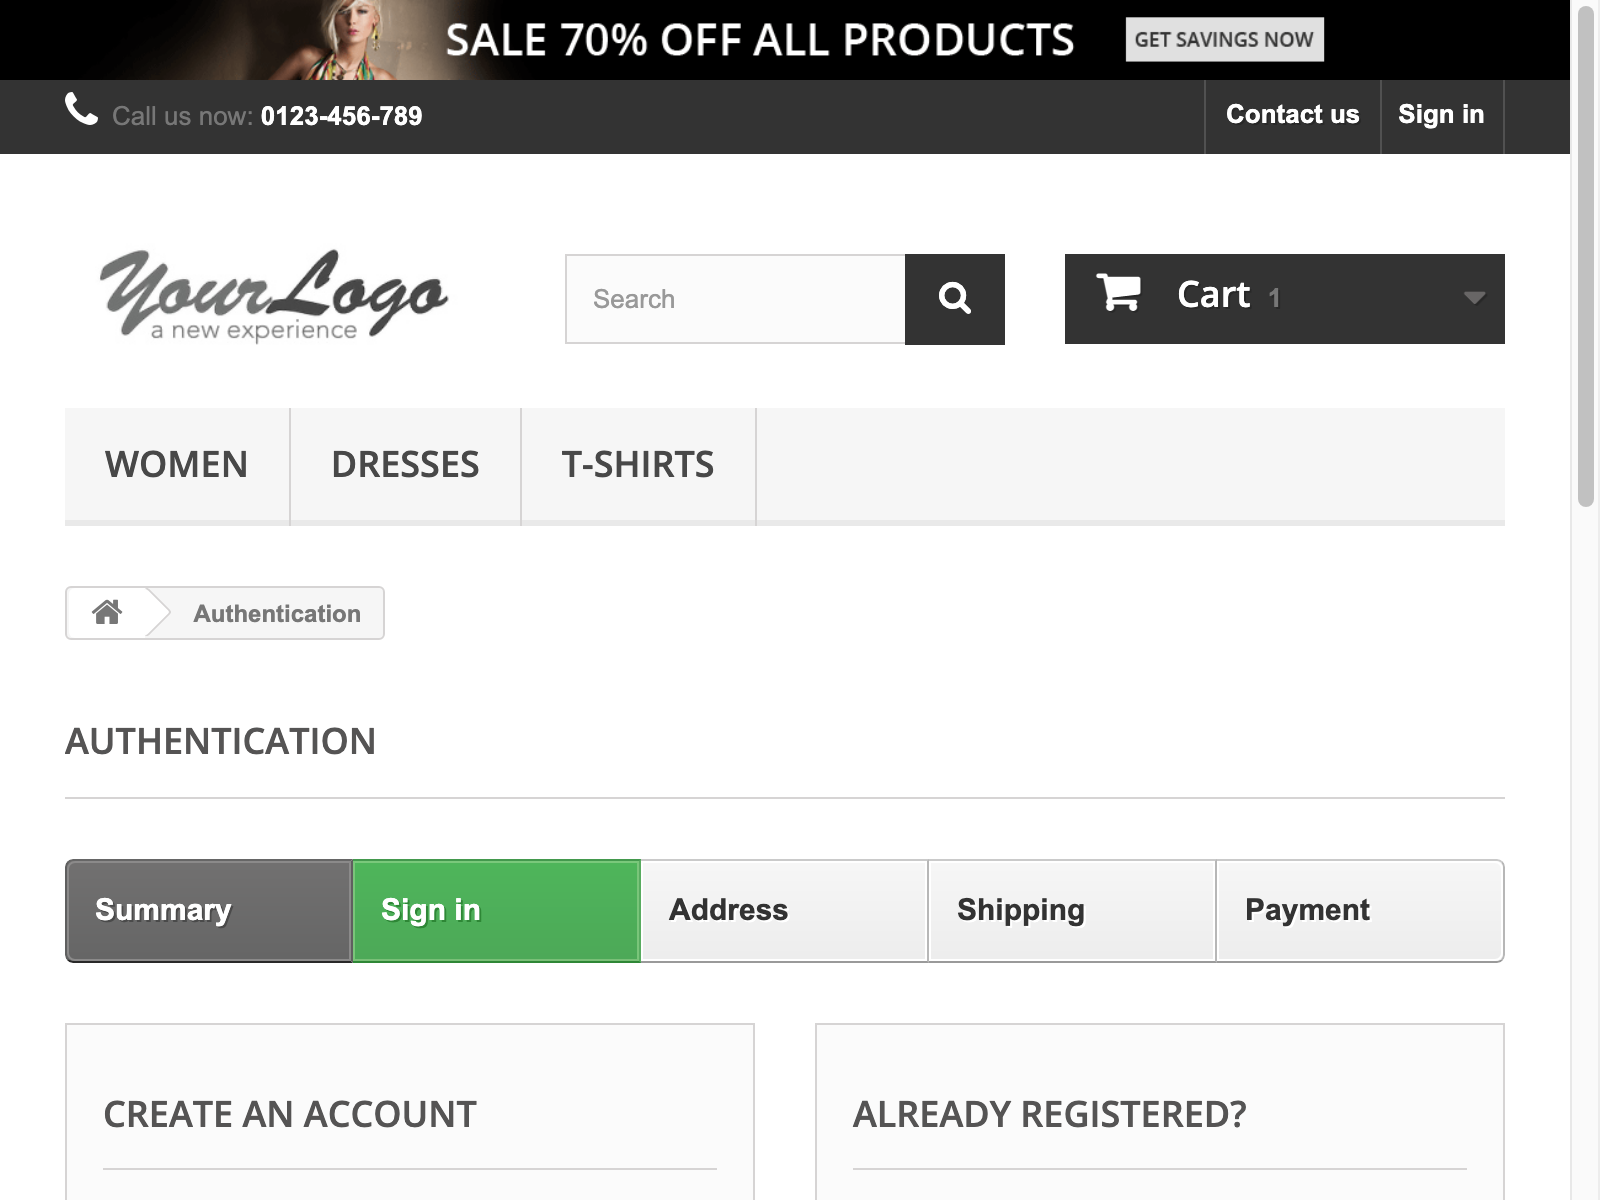 SALE 70% OFF ALL PRODUCTS GET SAVINGS NOW
Call us now: 0123-456-789 Contact us Sign in
YourLogo
a new experience
Search
Cart 1
WOMEN DRESSES T-SHIRTS
Authentication
AUTHENTICATION
Summary Sign in Address Shipping Payment
CREATE AN ACCOUNT
ALREADY REGISTERED?